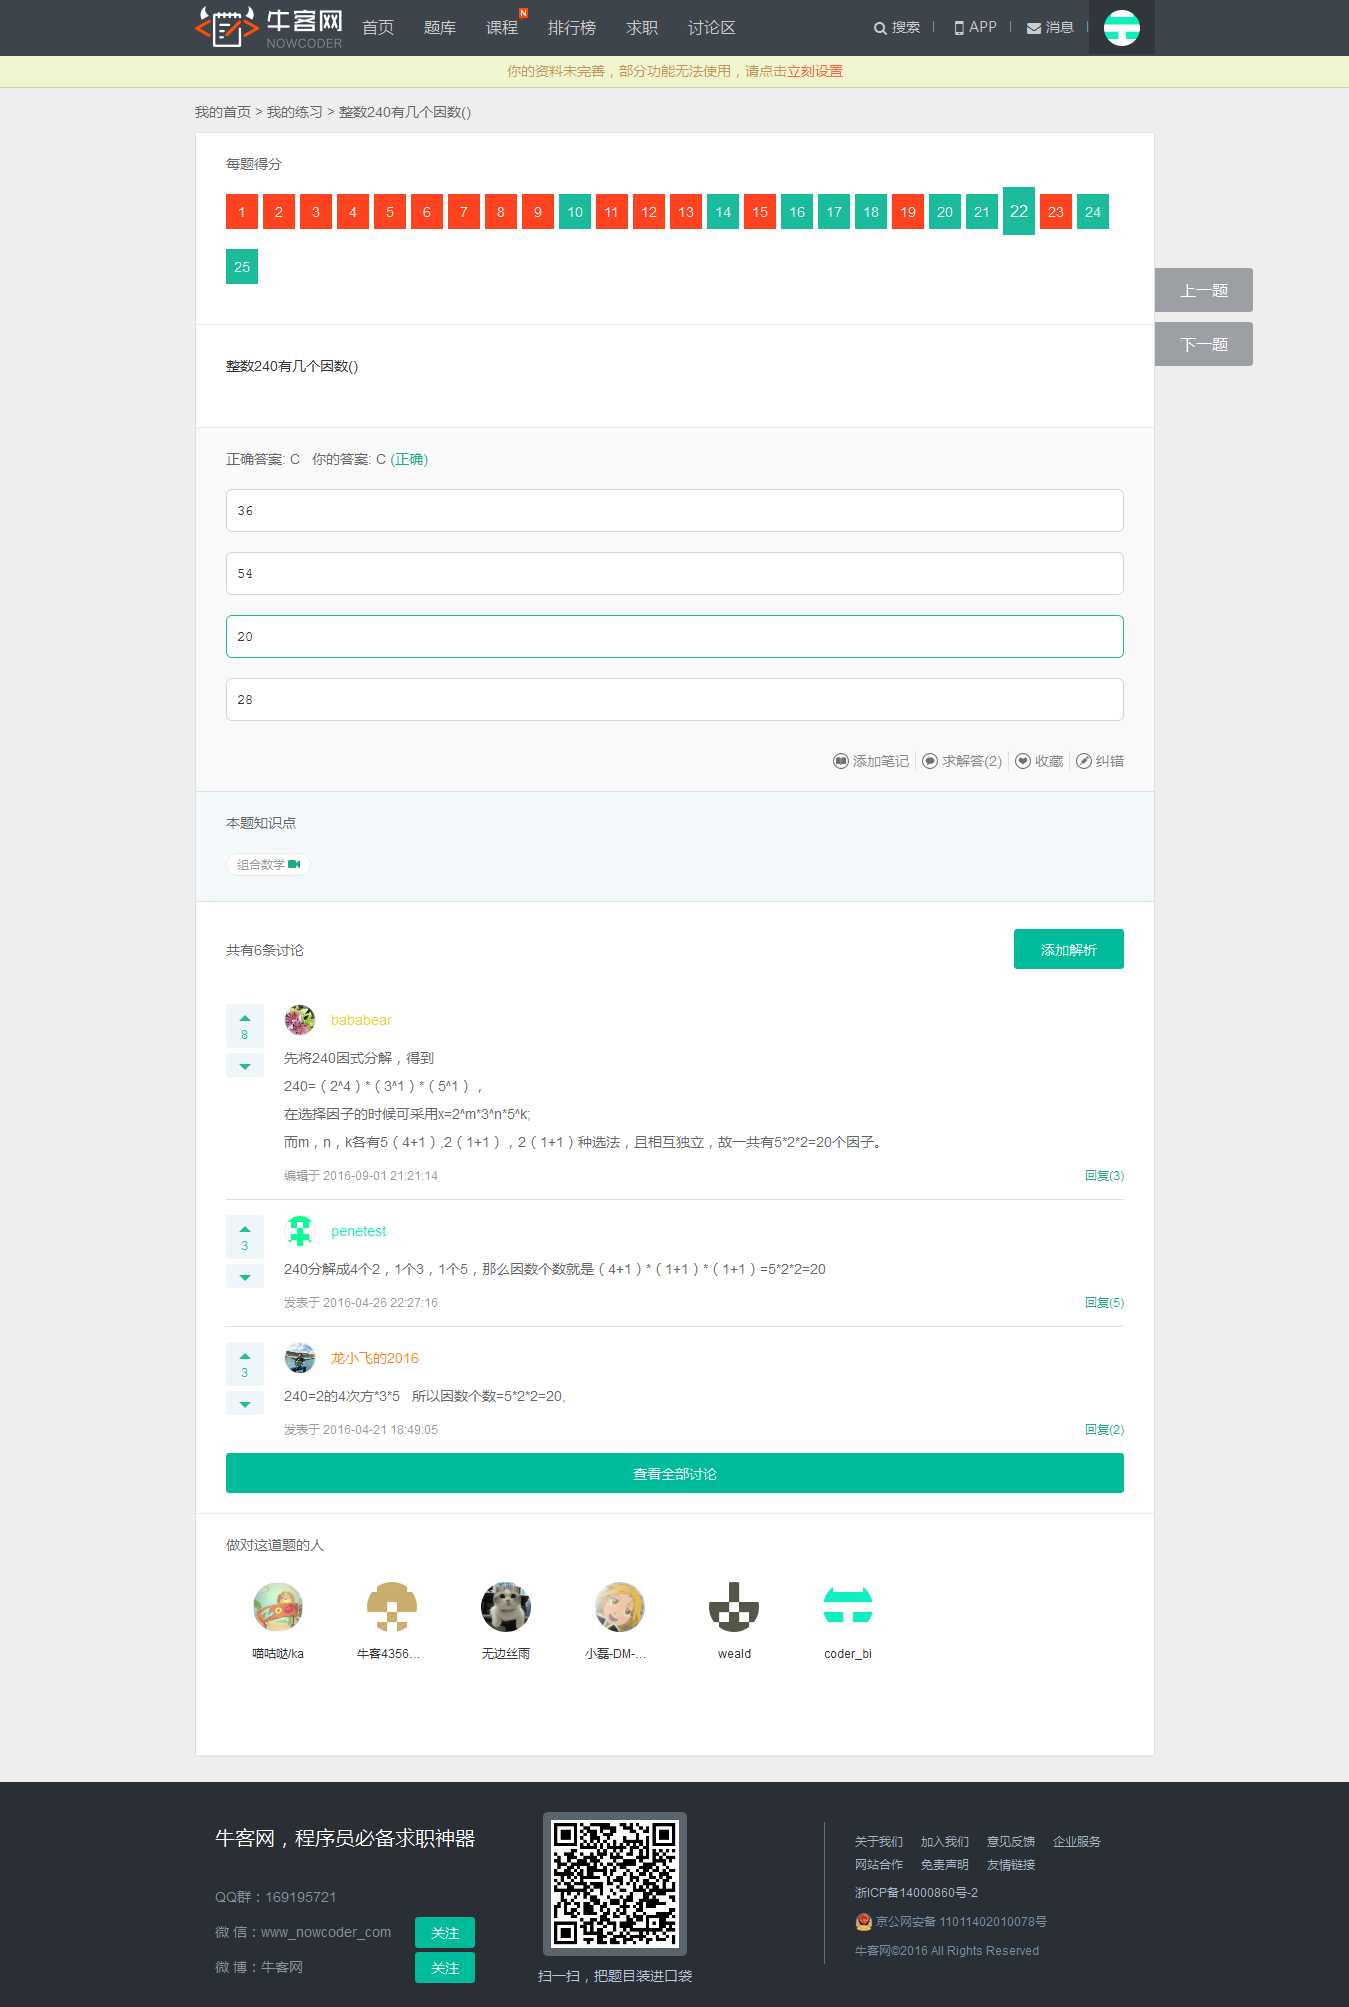 牛客网
NOWCODER
首页 题库 课程 N 排行榜 求职 讨论区 搜索 APP 消息
你的资料未完善，部分功能无法使用，请点击立刻设置
我的首页 > 我的练习 > 整数240有几个因数()
每题得分
1 2 3 4 5 6 7 8 9 10 11 12 13 14 15 16 17 18 19 20 21 22 23 24
25
上一题
下一题
整数240有几个因数()
正确答案: C 你的答案: C (正确)
36
54
20
28
添加笔记 求解答(2) 收藏 纠错
本题知识点
组合数学
共有6条讨论
添加解析
8
bababear
先将240因式分解，得到
240=（2^4）*（3^1）*（5^1），
在选择因子的时候可采用x=2^m*3^n*5^k;
而m，n，k各有5（4+1）,2（1+1），2（1+1）种选法，且相互独立，故一共有5*2*2=20个因子。
编辑于 2016-09-01 21:21:14 回复(3)
3
penetest
240分解成4个2，1个3，1个5，那么因数个数就是（4+1）*（1+1）*（1+1）=5*2*2=20
发表于 2016-04-26 22:27:16 回复(5)
3
龙小飞的2016
240=2的4次方*3*5 所以因数个数=5*2*2=20,
发表于 2016-04-21 18:49:05 回复(2)
查看全部讨论
做对这道题的人
喵咕哒/ka 牛客4356... 无边丝雨 小磊-DM-... weald coder_bi
牛客网，程序员必备求职神器
QQ群：169195721
微 信：www_nowcoder_com 关注
微 博：牛客网 关注
扫一扫，把题目装进口袋
关于我们 加入我们 意见反馈 企业服务
网站合作 免责声明 友情链接
浙ICP备14000860号-2
京公网安备 11011402010078号
牛客网©2016 All Rights Reserved